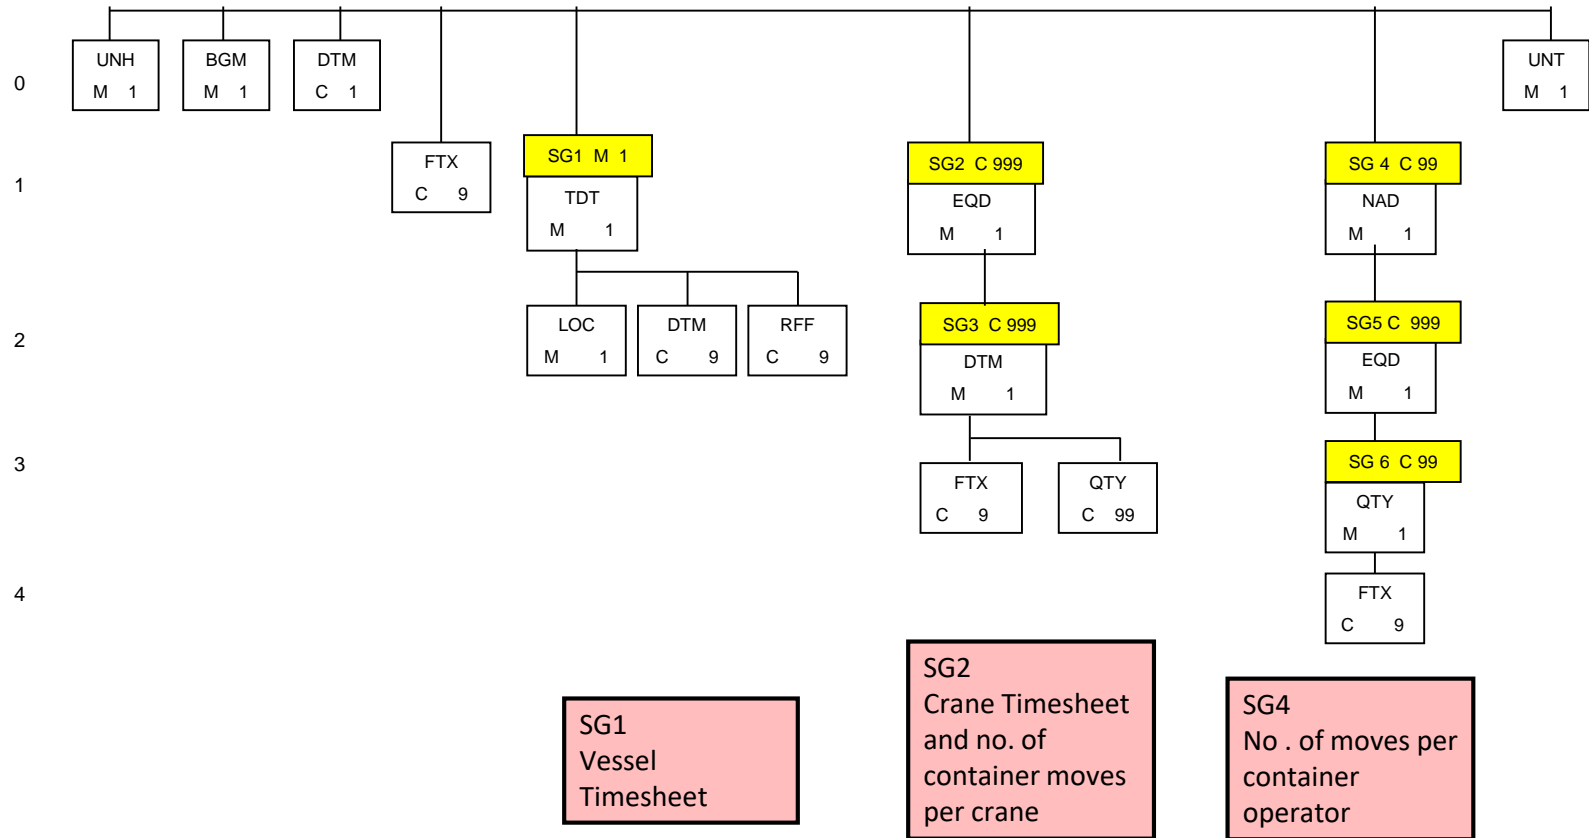 0
UNH
M 1
BGM
M 1
DTM
C 1
UNT
M 1
1
FTX
C 9
SG1 M 1
TDT
M 1
SG2 C 999
EQD
M 1
SG 4 C 99
NAD
M 1
2
LOC
M 1
DTM
C 9
RFF
C 9
SG3 C 999
DTM
M 1
SG5 C 999
EQD
M 1
3
FTX
C 9
QTY
C 99
SG 6 C 99
QTY
M 1
4
FTX
C 9
SG1
Vessel
Timesheet
SG2
Crane Timesheet
and no. of
container moves
per crane
SG4
No . of moves per
container
operator